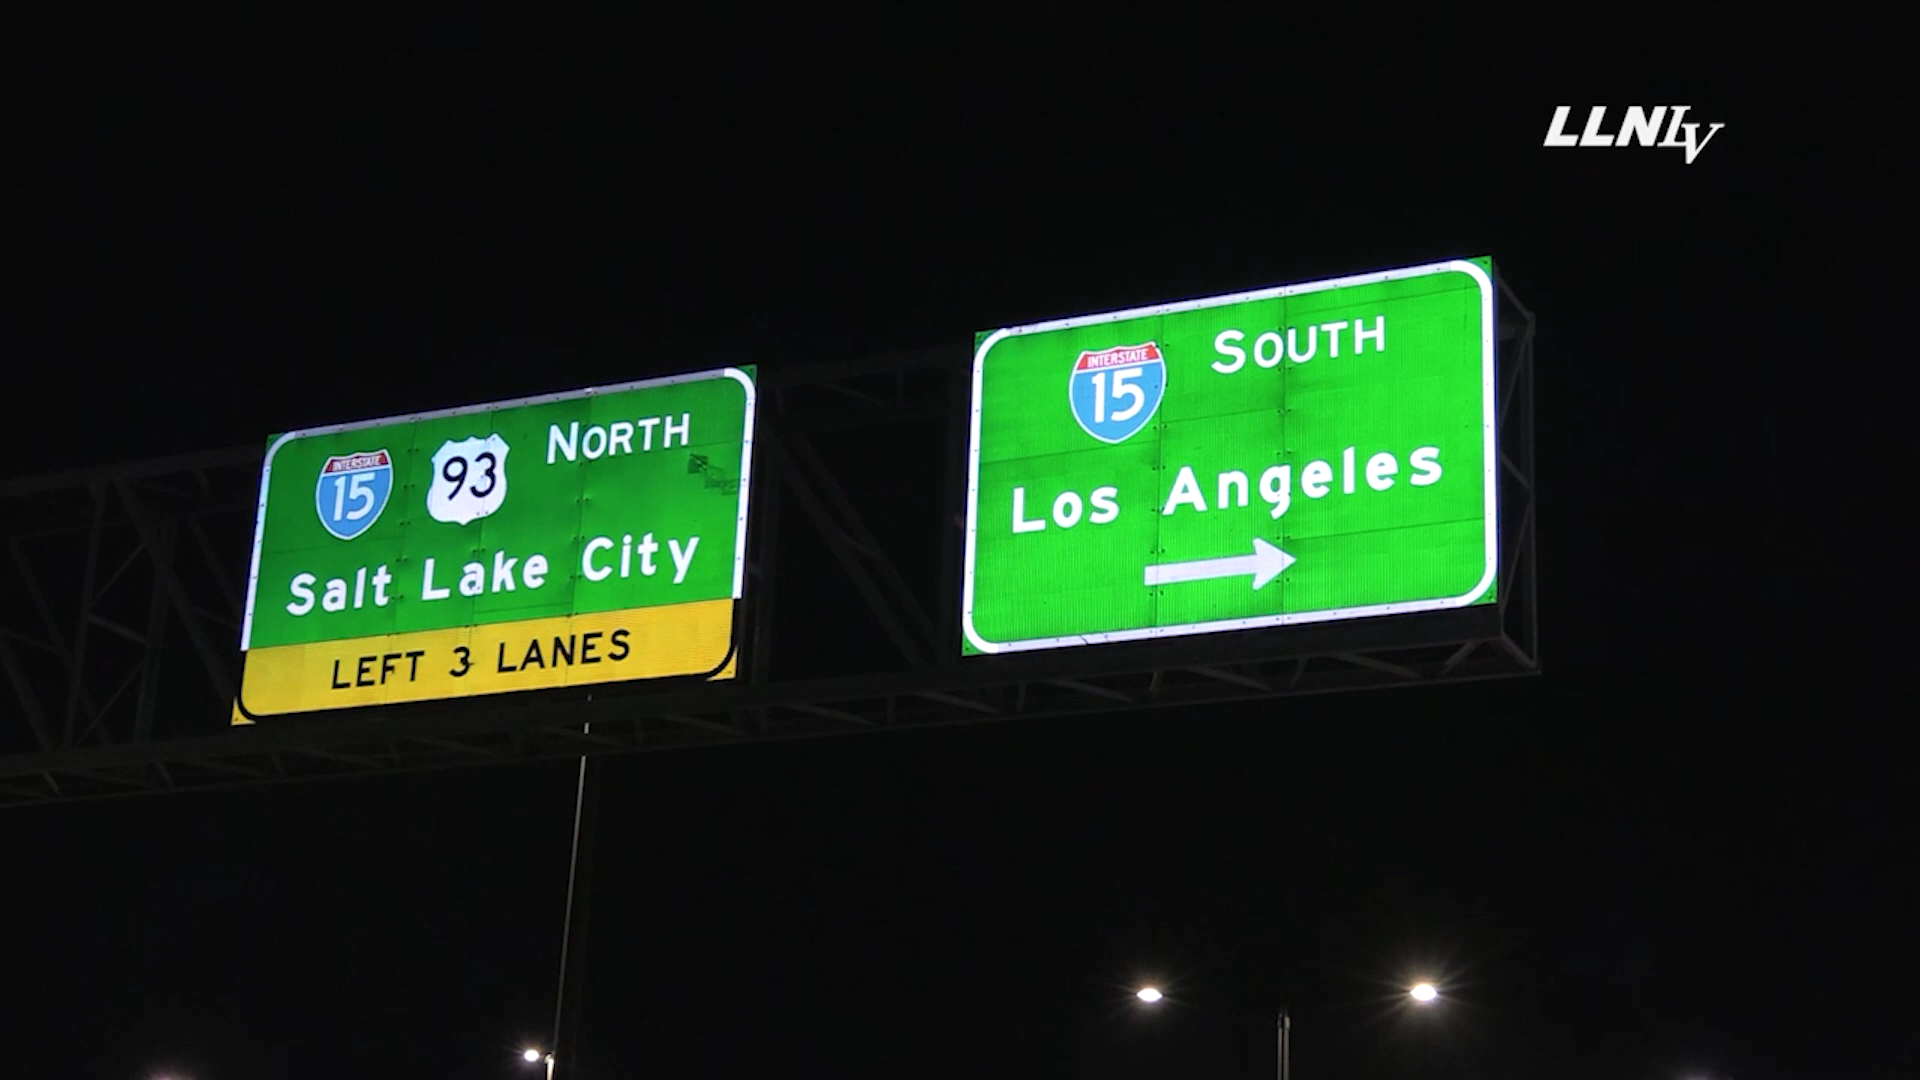 LLNLV
INTERSTATE 15 93 NORTH
Salt Lake City
LEFT 3 LANES
INTERSTATE 15 SOUTH
Los Angeles